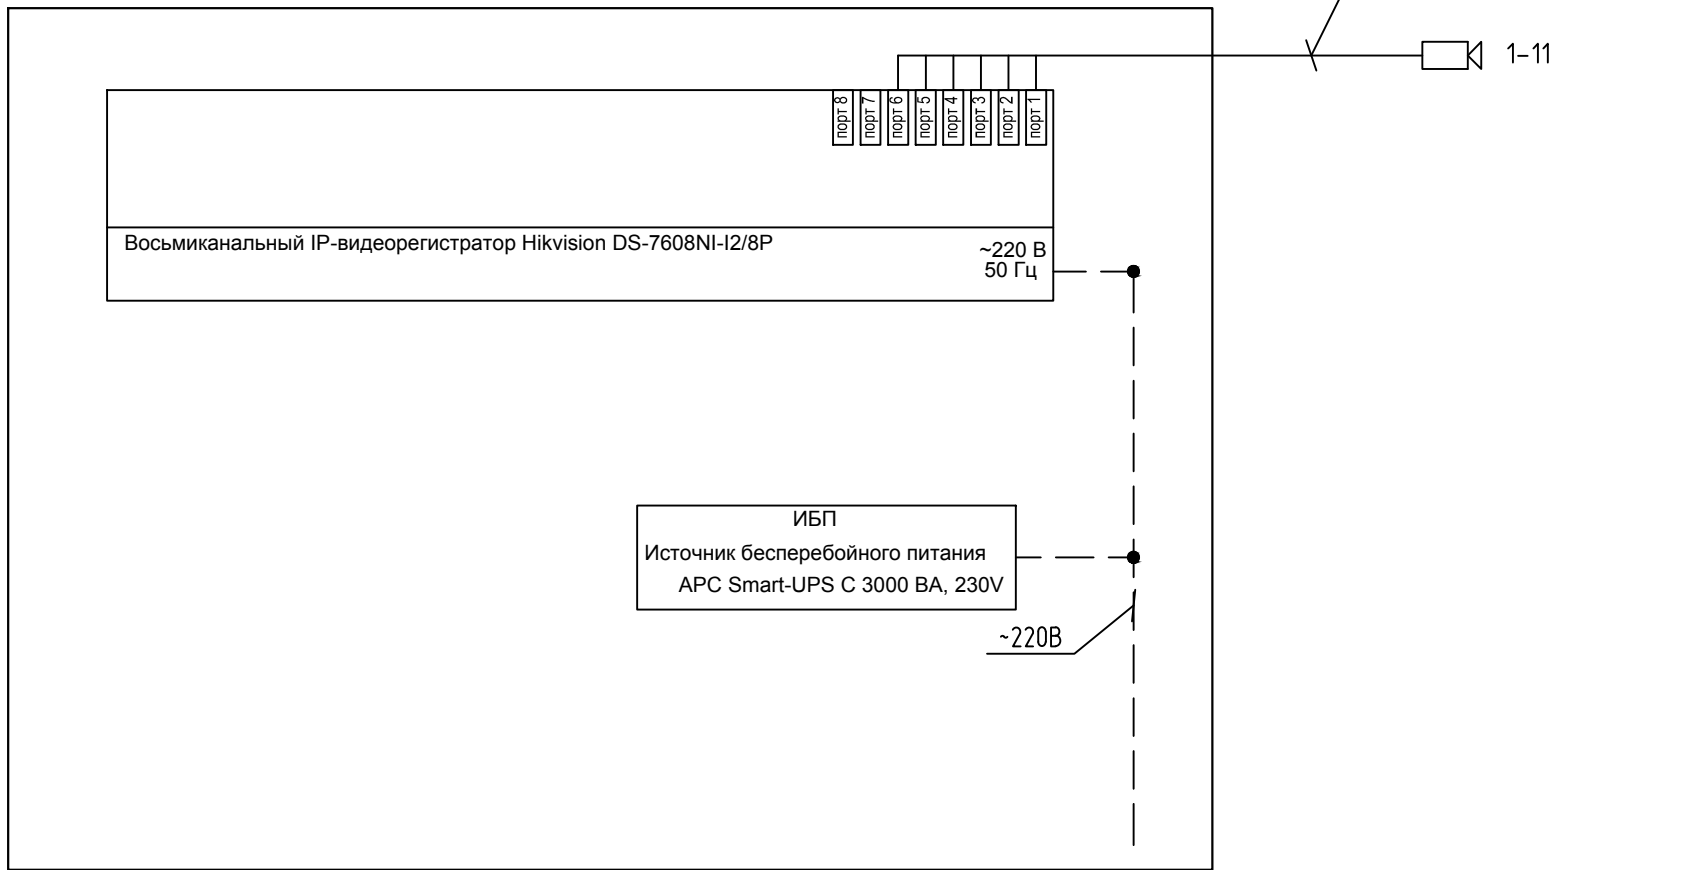 1-11
порт 8
порт 7
порт 6
порт 5
порт 4
порт 3
порт 2
порт 1
Восьмиканальный IP-видеорегистратор Hikvision DS-7608NI-I2/8P
~220 В
50 Гц
ИБП
Источник бесперебойного питания
APC Smart-UPS C 3000 ВА, 230V
~220В